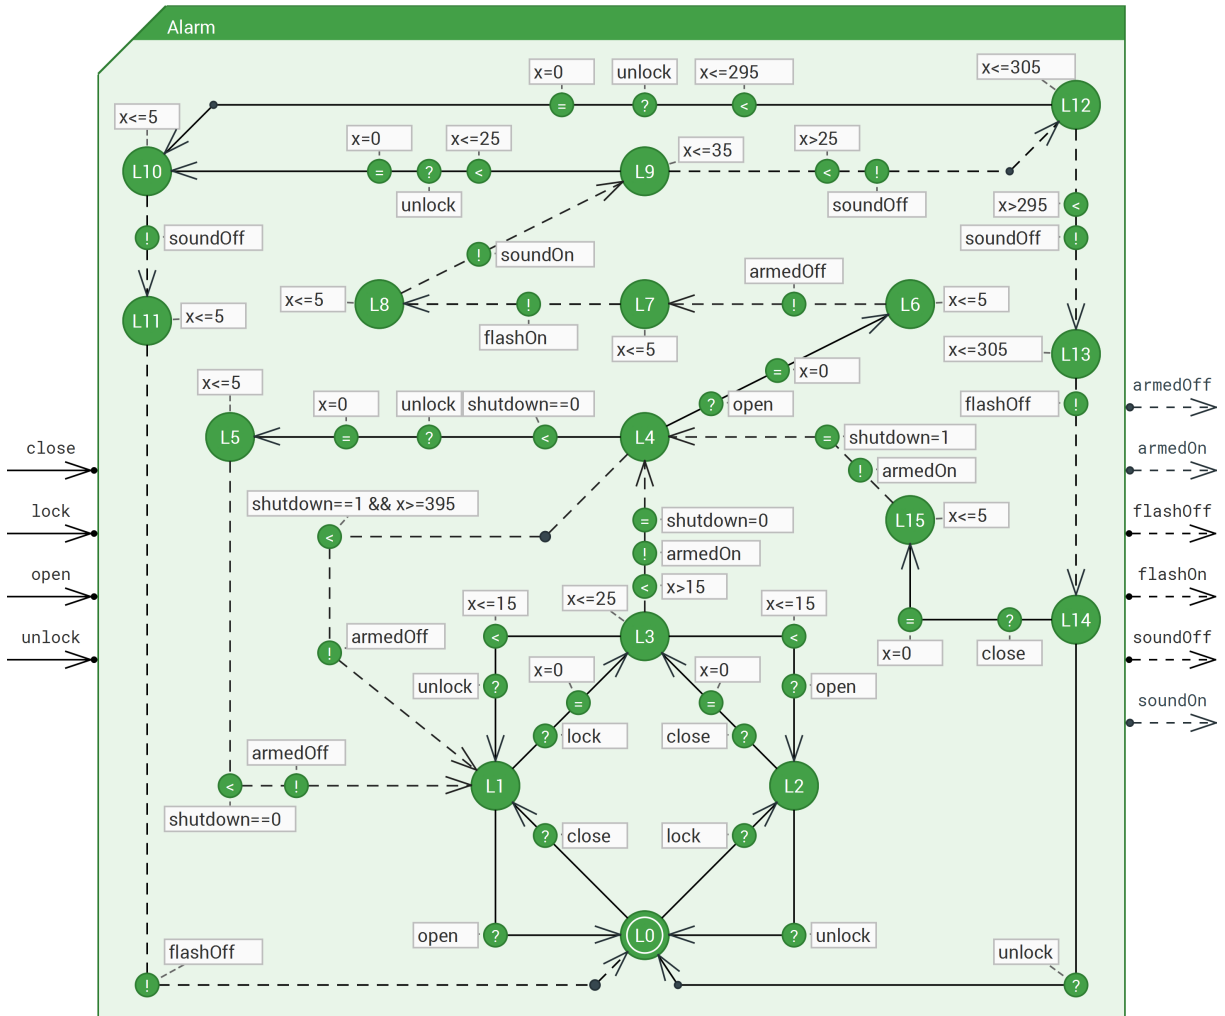 Alarm
x=0
unlock
x<=295
x<=305
=
?
<
L12
x<=5
x=0
x<=25
x<=35
x>25
L10
=
?
<
L9
<
!
unlock
soundOff
x>295
<
!
soundOff
soundOff
!
!
soundOn
armedOff
x<=5
L8
!
L7
!
L6
x<=5
L11
x<=5
flashOn
x<=5
x<=305
L13
=
x=0
x<=5
x=0
unlock
shutdown==0
?
open
flashOff
!
armedOff
L5
=
?
<
L4
=
shutdown=1
close
armedOn
!
armedOn
shutdown==1 && x>=395
lock
<
=
shutdown=0
L15
x<=5
flashOff
!
armedOn
open
<
x>15
flashOn
x<=15
x<=25
x<=15
unlock
<
L3
<
=
?
L14
soundOff
armedOff
!
x=0
close
x=0
x=0
unlock
?
?
open
soundOn
=
=
?
lock
close
?
armedOff
<
!
L1
L2
shutdown==0
?
close
lock
?
open
?
L0
?
unlock
flashOff
unlock
!
?